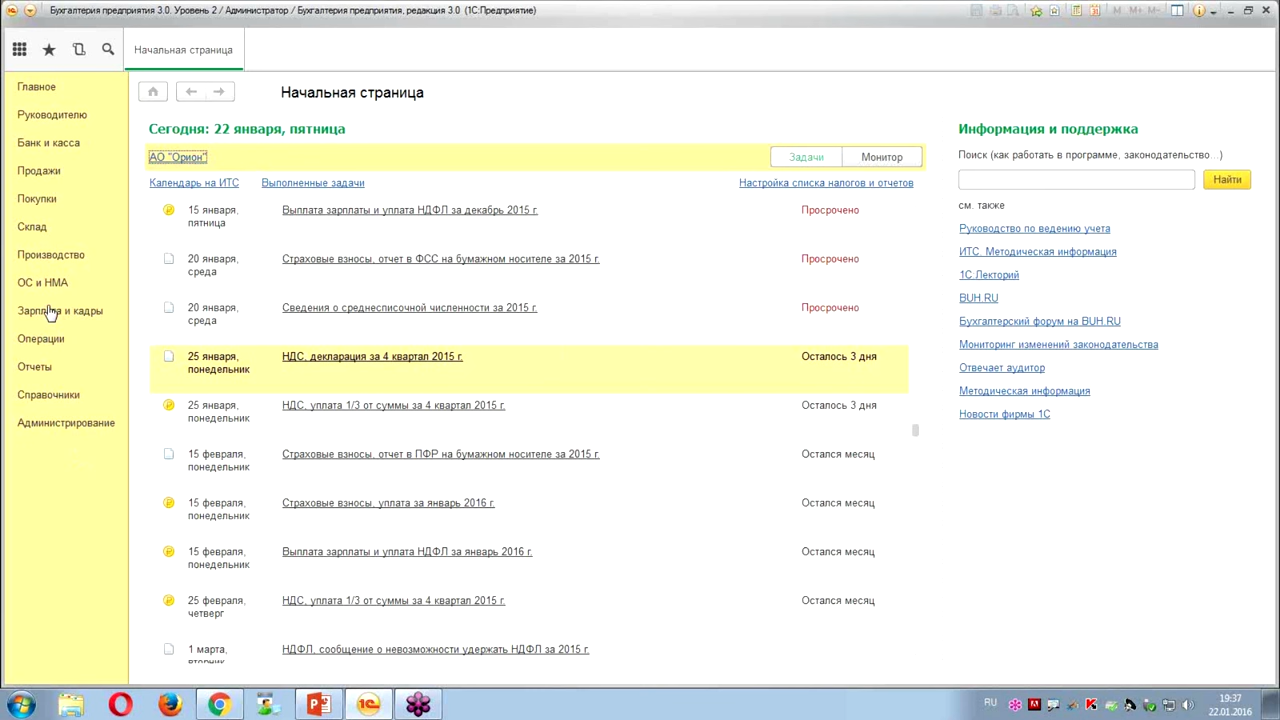 Бухгалтерия предприятия 3.0. Уровень 2 / Администратор / Бухгалтерия предприятия, редакция 3.0 (1С:Предприятие)
M M+ M-
Начальная страница
Главное
Руководителю
Банк и касса
Продажи
Покупки
Склад
Производство
ОС и НМА
Зарплата и кадры
Операции
Отчеты
Справочники
Администрирование
Начальная страница
Сегодня: 22 января, пятница
АО "Орион"
Задачи
Монитор
Календарь на ИТС
Выполненные задачи
Настройка списка налогов и отчетов
15 января,
пятница
Выплата зарплаты и уплата НДФЛ за декабрь 2015 г.
Просрочено
20 января,
среда
Страховые взносы, отчет в ФСС на бумажном носителе за 2015 г.
Просрочено
20 января,
среда
Сведения о среднесписочной численности за 2015 г.
Просрочено
25 января,
понедельник
НДС, декларация за 4 квартал 2015 г.
Осталось 3 дня
25 января,
понедельник
НДС, уплата 1/3 от суммы за 4 квартал 2015 г.
Осталось 3 дня
15 февраля,
понедельник
Страховые взносы, отчет в ПФР на бумажном носителе за 2015 г.
Остался месяц
15 февраля,
понедельник
Страховые взносы, уплата за январь 2016 г.
Остался месяц
15 февраля,
понедельник
Выплата зарплаты и уплата НДФЛ за январь 2016 г.
Остался месяц
25 февраля,
четверг
НДС, уплата 1/3 от суммы за 4 квартал 2015 г.
Остался месяц
1 марта,
вторник
НДФЛ, сообщение о невозможности удержать НДФЛ за 2015 г.
Информация и поддержка
Поиск (как работать в программе, законодательство...)
Найти
см. также
Руководство по ведению учета
ИТС. Методическая информация
1С:Лекторий
BUH.RU
Бухгалтерский форум на BUH.RU
Мониторинг изменений законодательства
Отвечает аудитор
Методическая информация
Новости фирмы 1С
RU
19:37
22.01.2016